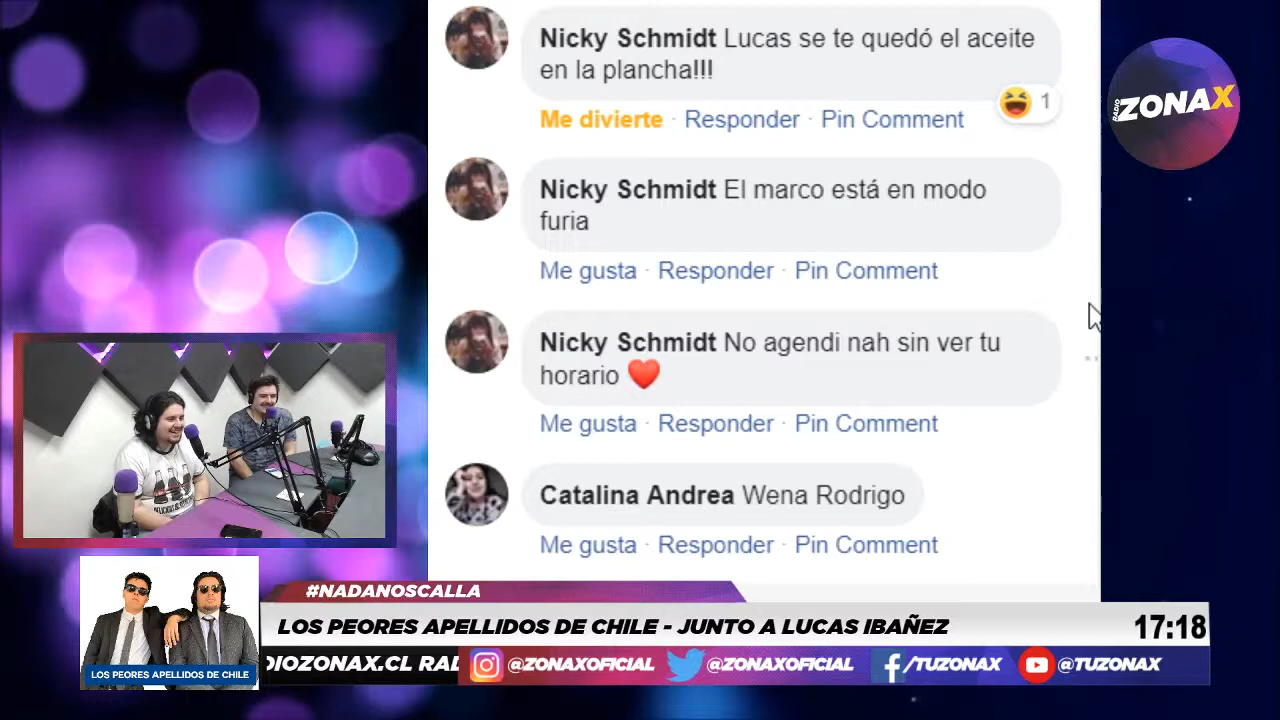 Nicky Schmidt Lucas se te quedó el aceite
en la plancha!!!
1
Me divierte · Responder · Pin Comment
RADIO
ZONAX
Nicky Schmidt El marco está en modo
furia
Me gusta · Responder · Pin Comment
Nicky Schmidt No agendi nah sin ver tu
horario ❤️
Me gusta · Responder · Pin Comment
Catalina Andrea Wena Rodrigo
Me gusta · Responder · Pin Comment
#NADANOSCALLA
LOS PEORES APELLIDOS DE CHILE - JUNTO A LUCAS IBAÑEZ
17:18
LOS PEORES APELLIDOS DE CHILE
DIOZONAX.CL RAD
@ZONAXOFICIAL
@ZONAXOFICIAL
/TUZONAX
@TUZONAX